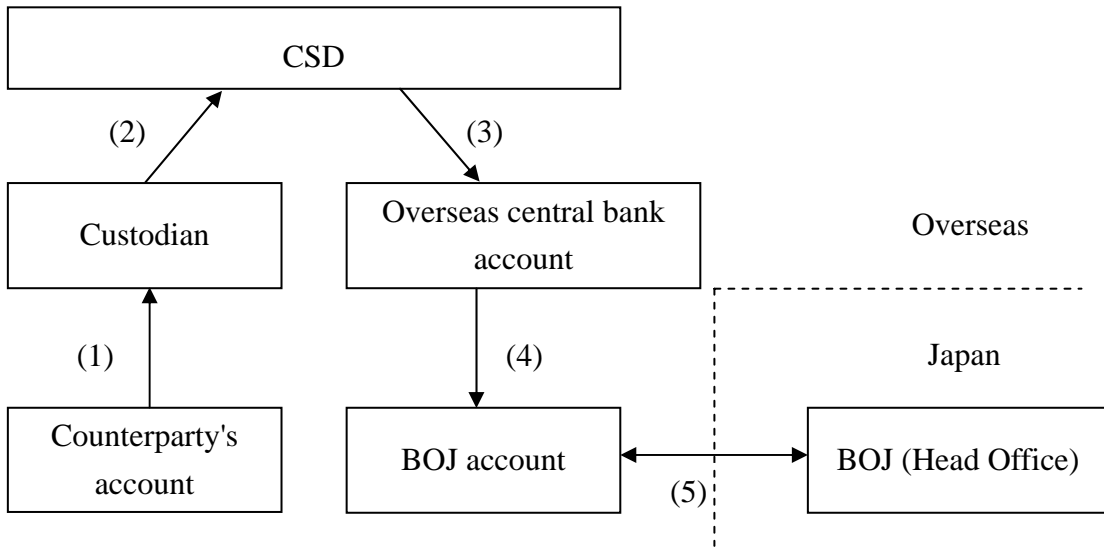 CSD
(2)
(3)
Custodian
Overseas central bank
account
Overseas
(1)
(4)
Japan
Counterparty's
account
BOJ account
BOJ (Head Office)
(5)